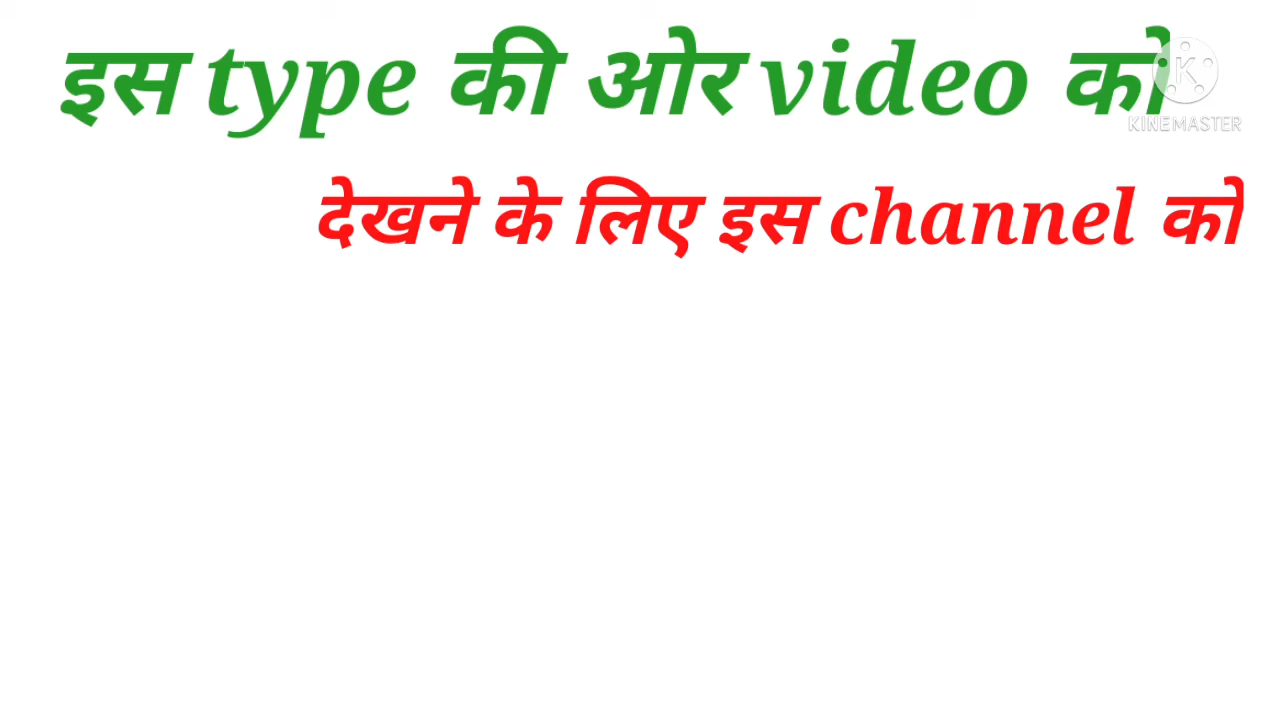 इस type की ओर video को
KINEMASTER
देखने के लिए इस channel को